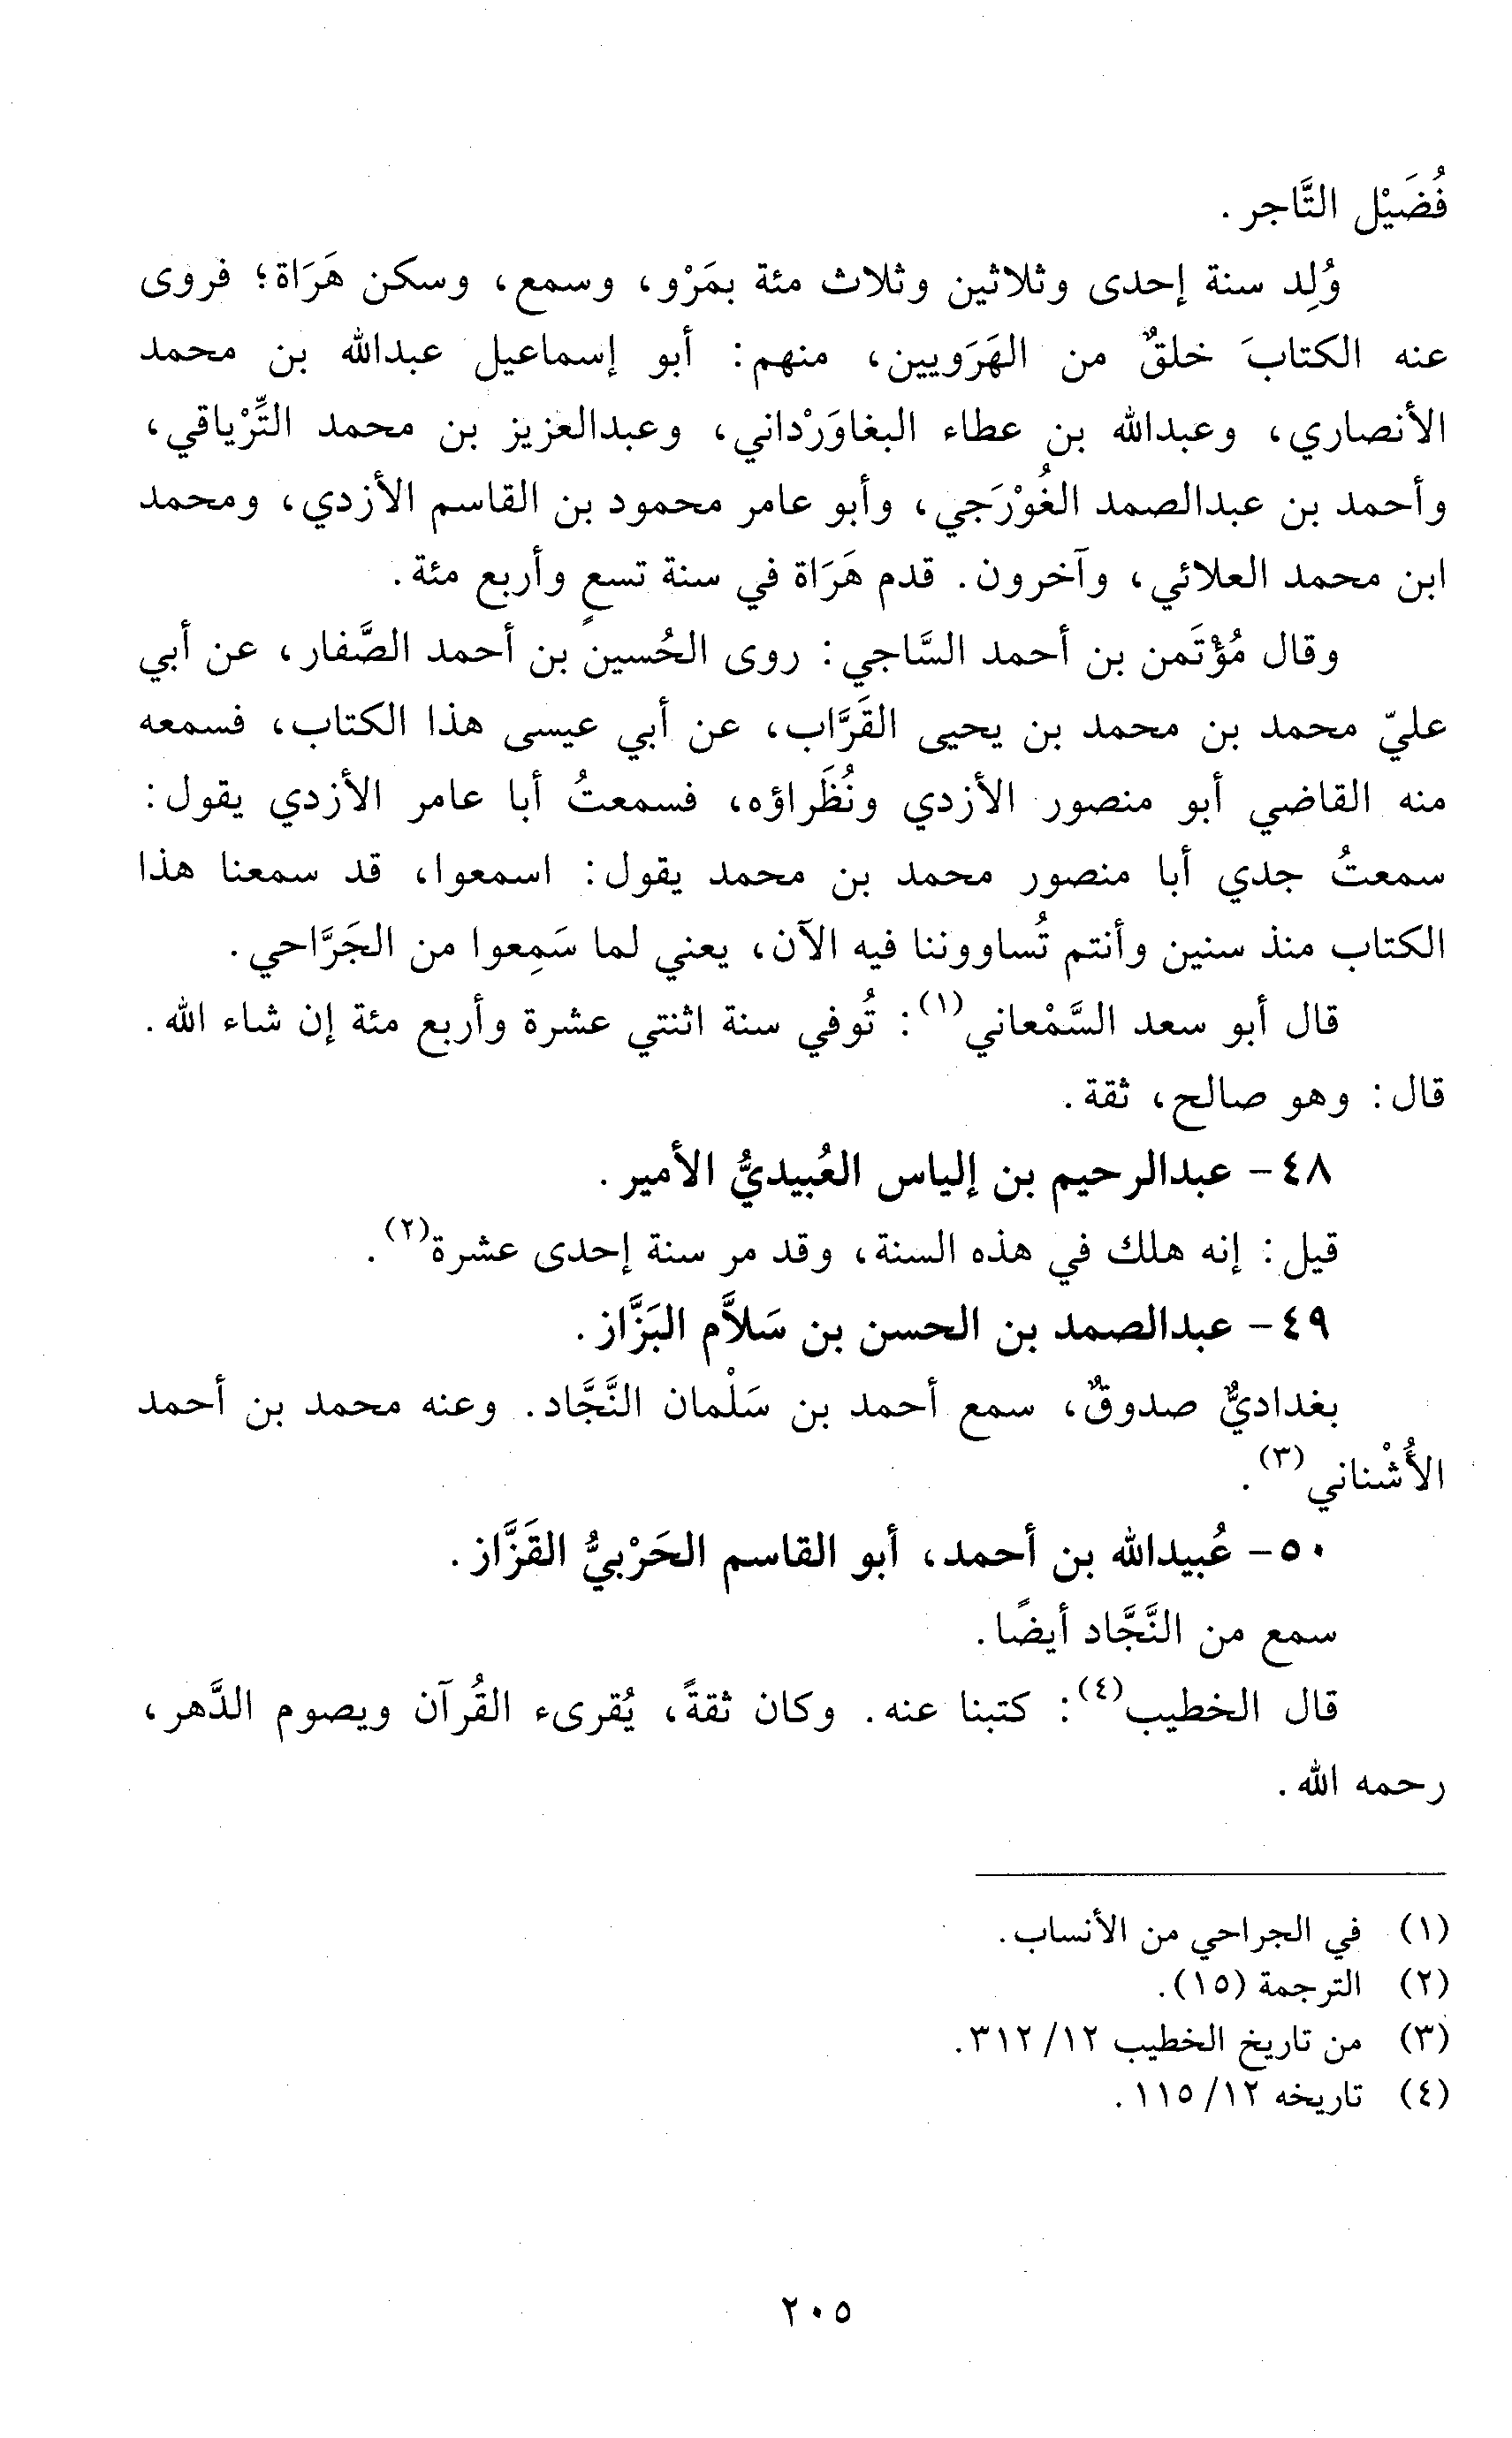 فُضَيْل التَّاجر.
وُلِد سنة إحدى وثلاثين وثلاث مئة بمَرْو، وسمع، وسكن هَرَاة؛ فروى
عنه الكتابَ خلقٌ من الهَرَويين، منهم: أبو إسماعيل عبدالله بن محمد
الأنصاري، وعبدالله بن عطاء البغاوَرْداني، وعبدالعزيز بن محمد التِّرْياقي،
وأحمد بن عبدالصمد الغُوْرَجي، وأبو عامر محمود بن القاسم الأزدي، ومحمد
ابن محمد العلائي، وآخرون. قدم هَرَاة في سنة تسعٍ وأربع مئة.
وقال مُؤْتَمن بن أحمد السَّاجي: روى الحُسين بن أحمد الصَّفار، عن أبي
عليّ محمد بن محمد بن يحيى القَرَّاب، عن أبي عيسى هذا الكتاب، فسمعه
منه القاضي أبو منصور الأزدي ونُظَراؤه، فسمعتُ أبا عامر الأزدي يقول:
سمعتُ جدي أبا منصور محمد بن محمد يقول: اسمعوا، قد سمعنا هذا
الكتاب منذ سنين وأنتم تُساووننا فيه الآن، يعني لما سَمِعوا من الجَرَّاحي.
قال أبو سعد السَّمْعاني(١): تُوفي سنة اثنتي عشرة وأربع مئة إن شاء الله.
قال: وهو صالح، ثقة.
٤٨- عبدالرحيم بن إلياس العُبيديُّ الأمير.
قيل: إنه هلك في هذه السنة، وقد مر سنة إحدى عشرة(٢).
٤٩- عبدالصمد بن الحسن بن سَلاَّم البَزَّاز.
بغداديٌّ صدوقٌ، سمع أحمد بن سَلْمان النَّجَّاد. وعنه محمد بن أحمد
الأُشْناني(٣).
٥٠- عُبيدالله بن أحمد، أبو القاسم الحَرْبيُّ القَزَّاز.
سمع من النَّجَّاد أيضًا.
قال الخطيب(٤): كتبنا عنه. وكان ثقةً، يُقرىء القُرآن ويصوم الدَّهر،
رحمه الله.
(١) في الجراحي من الأنساب.
(٢) الترجمة (١٥).
(٣) من تاريخ الخطيب ١٢/ ٣١٢.
(٤) تاريخه ١٢/ ١١٥.
٢٠٥